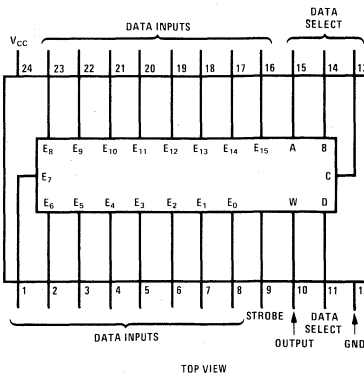 DATA INPUTS
DATA
SELECT
VCC
24 23 22 21 20 19 18 17 16 15 14
E8 E9 E10 E11 E12 E13 E14 E15 A B
E7 C
E6 E5 E4 E3 E2 E1 E0 W D
1 2 3 4 5 6 7 8 9 10 11
DATA INPUTS
STROBE
OUTPUT
DATA
SELECT
GND
TOP VIEW